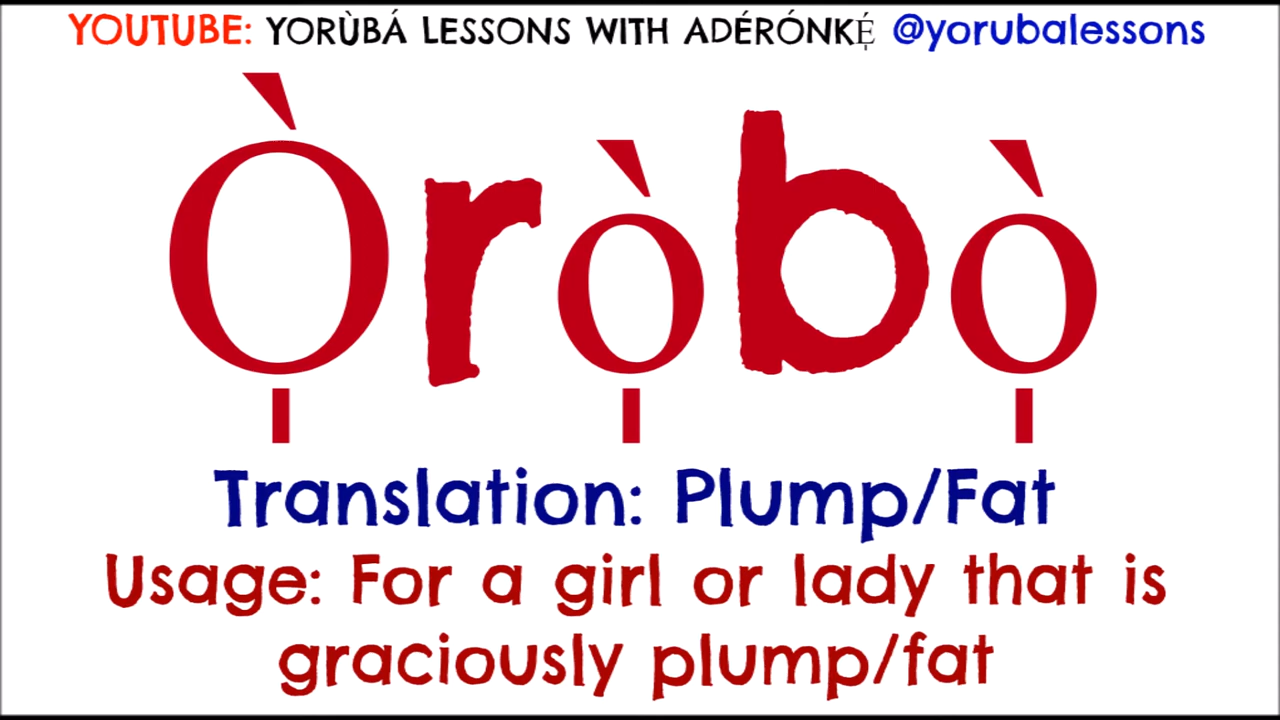 YOUTUBE: YORÙBÁ LESSONS WITH ADÉRÓNKẸ́ @yorubalessons
Ọ̀rọ̀bọ̀
Translation: Plump/Fat
Usage: For a girl or lady that is
graciously plump/fat